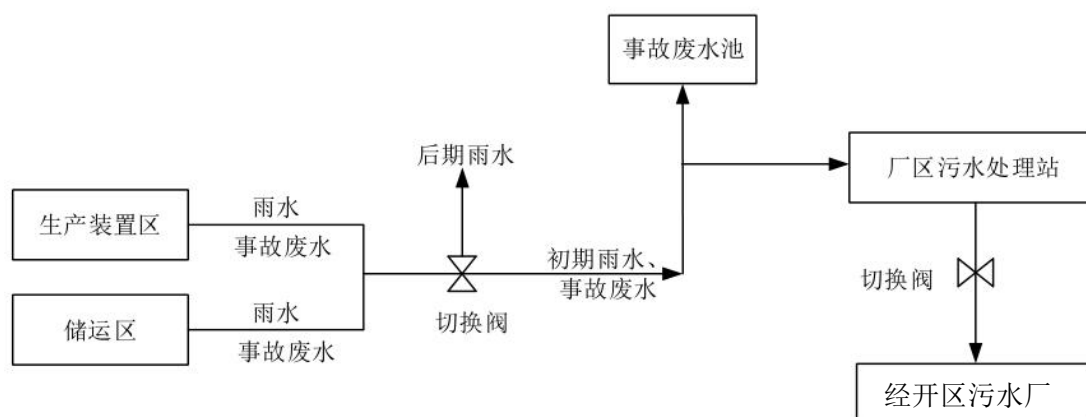 事故废水池
后期雨水
厂区污水处理站
生产装置区
雨水
事故废水
初期雨水、
事故废水
切换阀
切换阀
储运区
雨水
事故废水
经开区污水厂